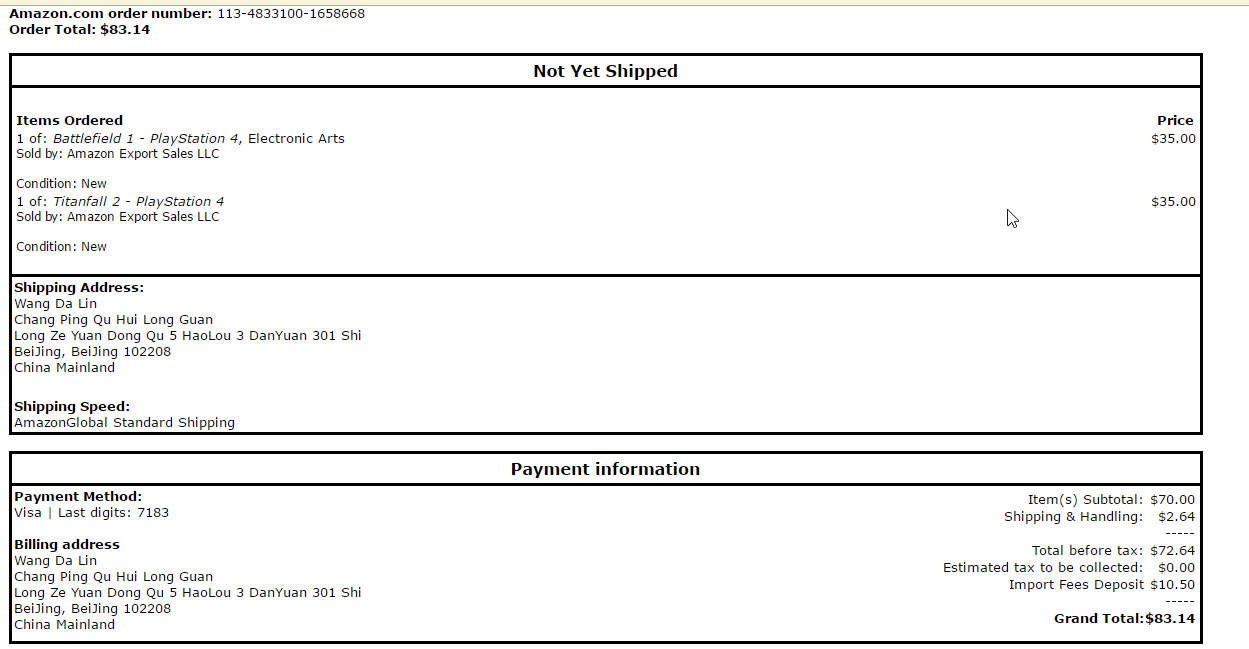 Amazon.com order number: 113-4833100-1658668
Order Total: $83.14
Not Yet Shipped
Items Ordered Price
1 of: Battlefield 1 - PlayStation 4, Electronic Arts $35.00
Sold by: Amazon Export Sales LLC
Condition: New
1 of: Titanfall 2 - PlayStation 4 $35.00
Sold by: Amazon Export Sales LLC
Condition: New
Shipping Address:
Wang Da Lin
Chang Ping Qu Hui Long Guan
Long Ze Yuan Dong Qu 5 HaoLou 3 DanYuan 301 Shi
BeiJing, BeiJing 102208
China Mainland
Shipping Speed:
AmazonGlobal Standard Shipping
Payment information
Payment Method:
Visa | Last digits: 7183
Billing address
Wang Da Lin
Chang Ping Qu Hui Long Guan
Long Ze Yuan Dong Qu 5 HaoLou 3 DanYuan 301 Shi
BeiJing, BeiJing 102208
China Mainland
Item(s) Subtotal: $70.00
Shipping & Handling: $2.64
-----
Total before tax: $72.64
Estimated tax to be collected: $0.00
Import Fees Deposit $10.50
-----
Grand Total: $83.14